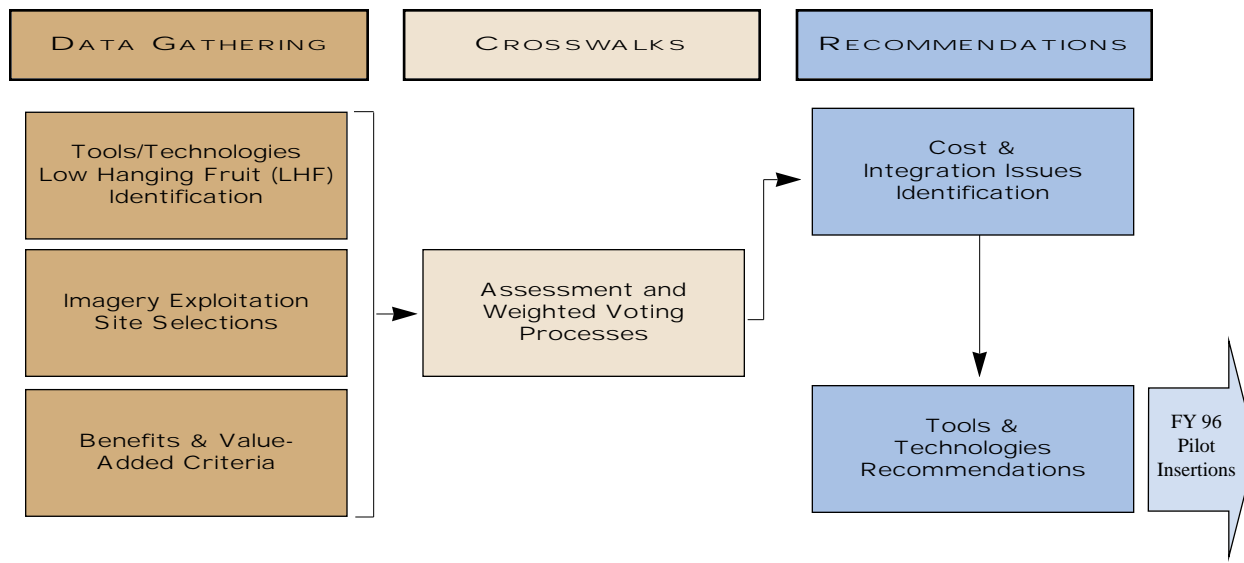 DATA GATHERING
CROSSWALKS
RECOMMENDATIONS
Tools/Technologies
Low Hanging Fruit (LHF)
Identification
Imagery Exploitation
Site Selections
Benefits & Value-
Added Criteria
Assessment and
Weighted Voting
Processes
Cost &
Integration Issues
Identification
Tools &
Technologies
Recommendations
FY 96
Pilot
Insertions